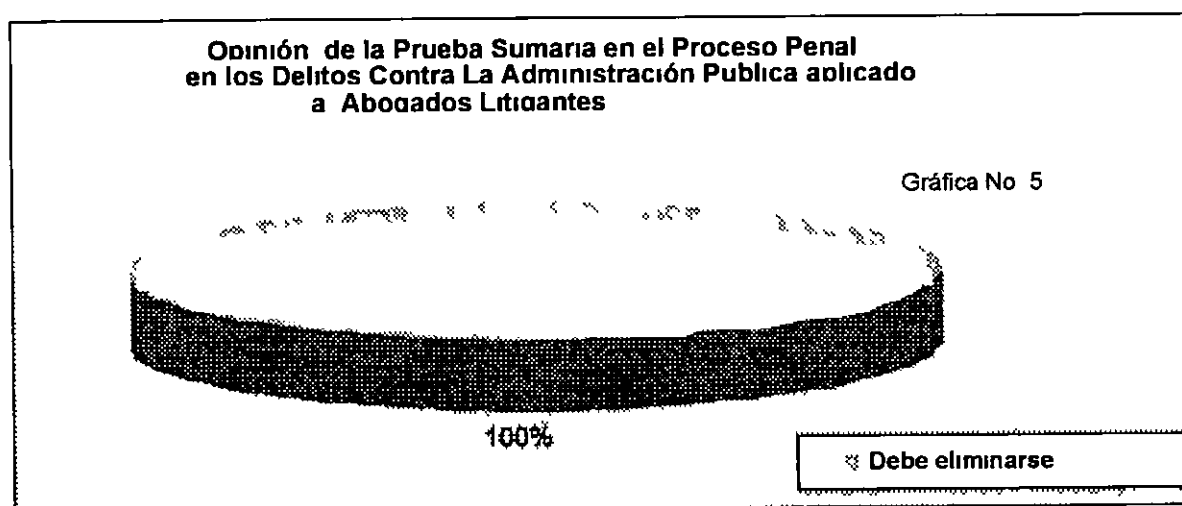 Opinión de la Prueba Sumaria en el Proceso Penal
en los Delitos Contra La Administración Publica aplicado
a Abogados Litigantes
Gráfica No 5
100%
Debe eliminarse